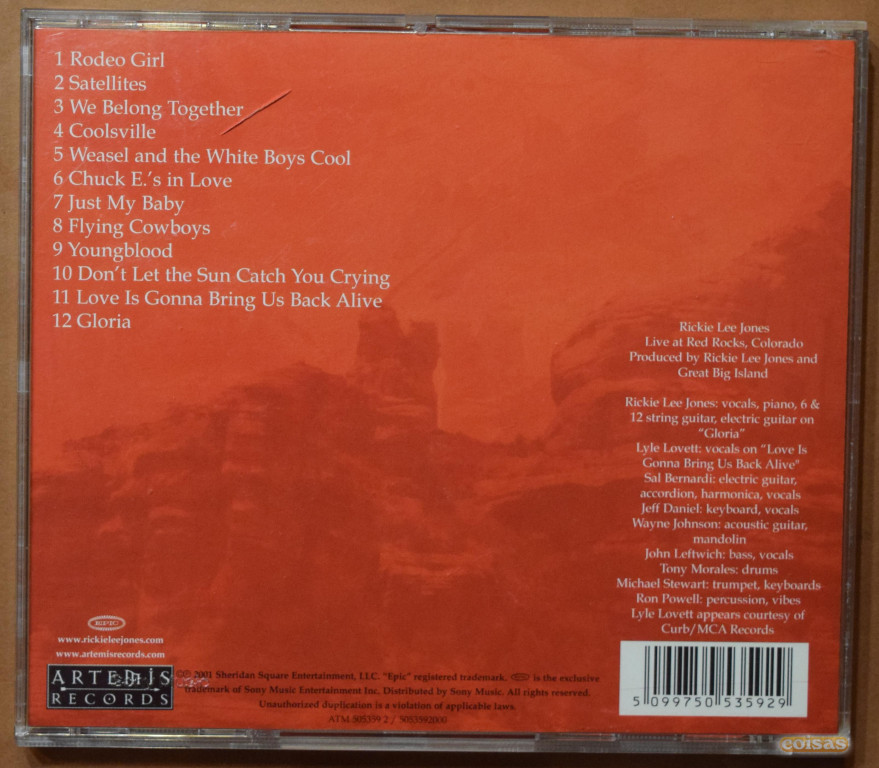 1 Rodeo Girl
2 Satellites
3 We Belong Together
4 Coolsville
5 Weasel and the White Boys Cool
6 Chuck E.'s in Love
7 Just My Baby
8 Flying Cowboys
9 Youngblood
10 Don't Let the Sun Catch You Crying
11 Love Is Gonna Bring Us Back Alive
12 Gloria
Rickie Lee Jones
Live at Red Rocks, Colorado
Produced by Rickie Lee Jones and
Great Big Island
Rickie Lee Jones: vocals, piano, 6 &
12 string guitar, electric guitar on
"Gloria"
Lyle Lovett: vocals on "Love Is
Gonna Bring Us Back Alive"
Sal Bernardi: electric guitar,
accordion, harmonica, vocals
Jeff Daniel: keyboard, vocals
Wayne Johnson: acoustic guitar,
mandolin
John Leftwich: bass, vocals
Tony Morales: drums
Michael Stewart: trumpet, keyboards
Ron Powell: percussion, vibes
Lyle Lovett appears courtesy of
Curb/MCA Records
EPIC
www.rickieleejones.com
www.artemisrecords.com
ARTEMIS
RECORDS
©℗ 2001 Sheridan Square Entertainment, LLC. "Epic" registered trademark. EPIC is the exclusive
trademark of Sony Music Entertainment Inc. Distributed by Sony Music. All rights reserved.
Unauthorized duplication is a violation of applicable laws.
ATM 505359 2 / 5053592000
5 099750 535929
coisas